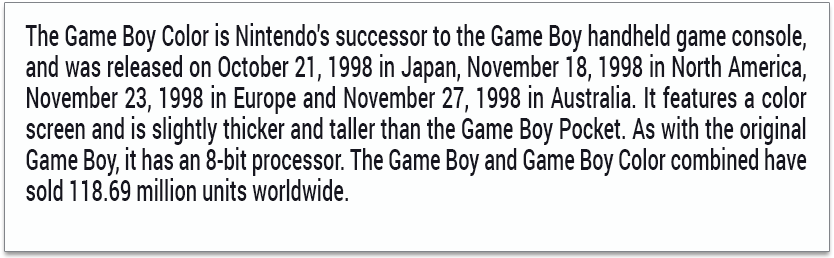 The Game Boy Color is Nintendo's successor to the Game Boy handheld game console,
and was released on October 21, 1998 in Japan, November 18, 1998 in North America,
November 23, 1998 in Europe and November 27, 1998 in Australia. It features a color
screen and is slightly thicker and taller than the Game Boy Pocket. As with the original
Game Boy, it has an 8-bit processor. The Game Boy and Game Boy Color combined have
sold 118.69 million units worldwide.